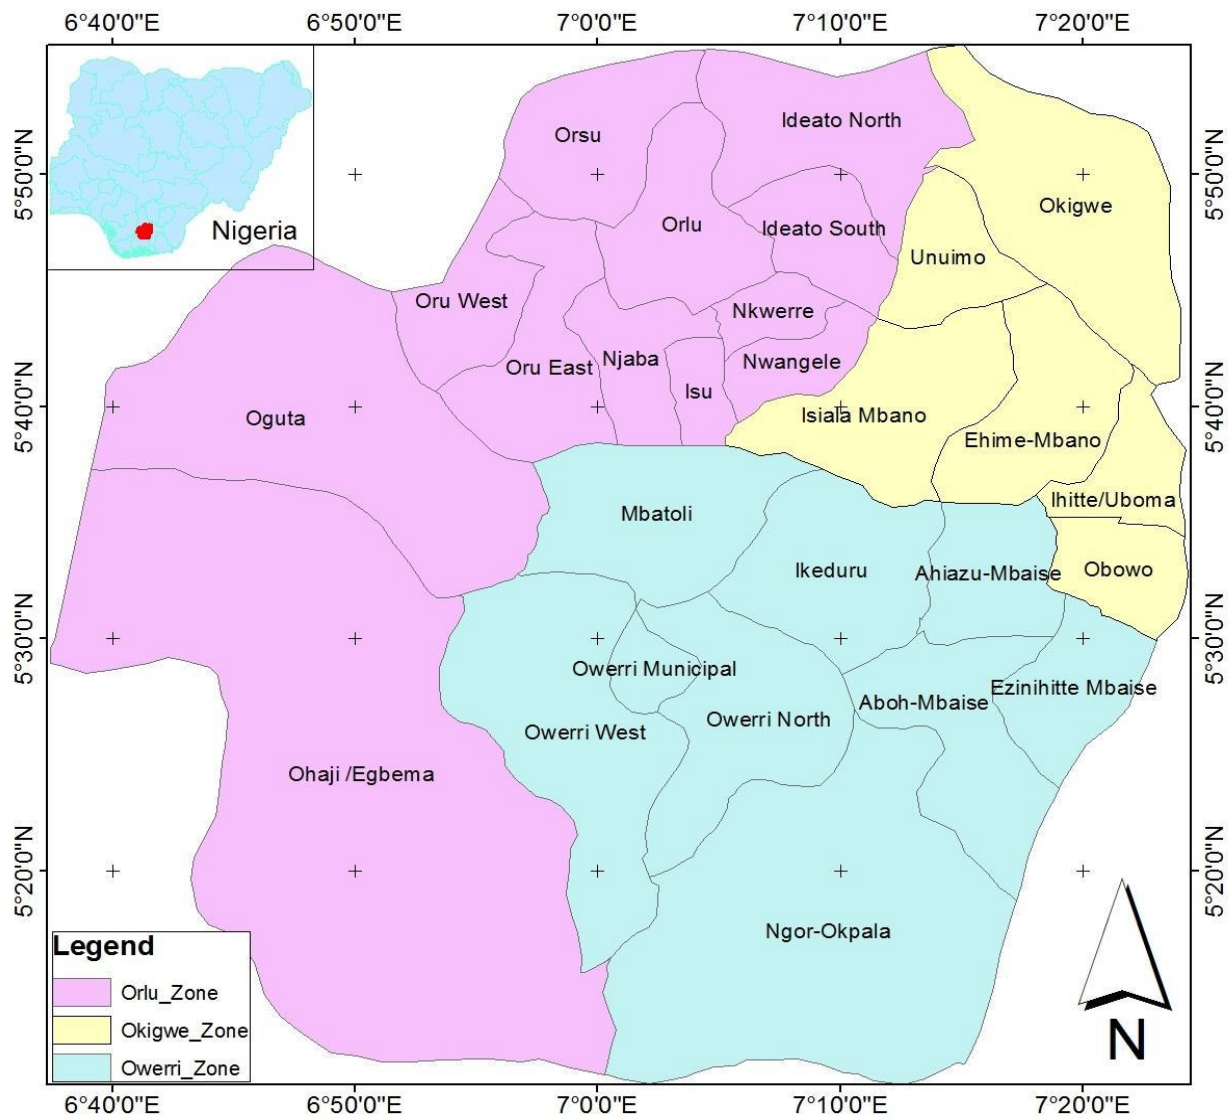 6°40'0"E 6°50'0"E 7°0'0"E 7°10'0"E 7°20'0"E
5°50'0"N
5°40'0"N
5°30'0"N
5°20'0"N
5°50'0"N
5°40'0"N
5°30'0"N
5°20'0"N
Nigeria
Orsu
Ideato North
Okigwe
Orlu
Ideato South
Unuimo
Oru West
Nkwerre
Oru East
Njaba
Nwangele
Isu
Oguta
Isiala Mbano
Ehime-Mbano
Ihitte/Uboma
Mbatoli
Ikeduru
Ahiazu-Mbaise
Obowo
Owerri Municipal
Ezinihitte Mbaise
Aboh-Mbaise
Owerri North
Owerri West
Ohaji /Egbema
Ngor-Okpala
Legend
Orlu_Zone
Okigwe_Zone
Owerri_Zone
N
6°40'0"E 6°50'0"E 7°0'0"E 7°10'0"E 7°20'0"E